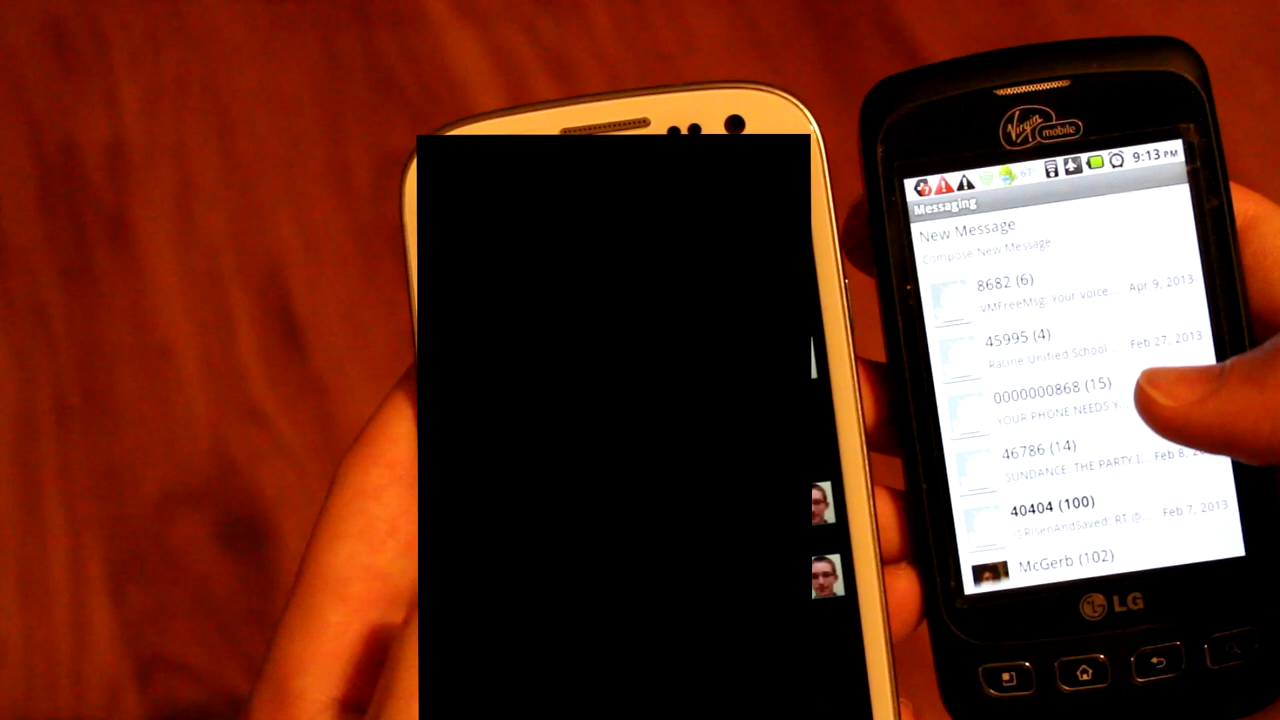 Virgin mobile
67°
9:13 PM
Messaging
New Message
Compose New Message
8682 (6)
VMFreeMsg: Your voice... Apr 9, 2013
45995 (4)
Racine Unified School... Feb 27, 2013
0000000868 (15)
YOUR PHONE NEEDS Y...
46786 (14)
SUNDANCE: THE PARTY I... Feb 8, 2
40404 (100)
@RisenAndSaved: RT @... Feb 7, 2013
McGerb (102)
LG